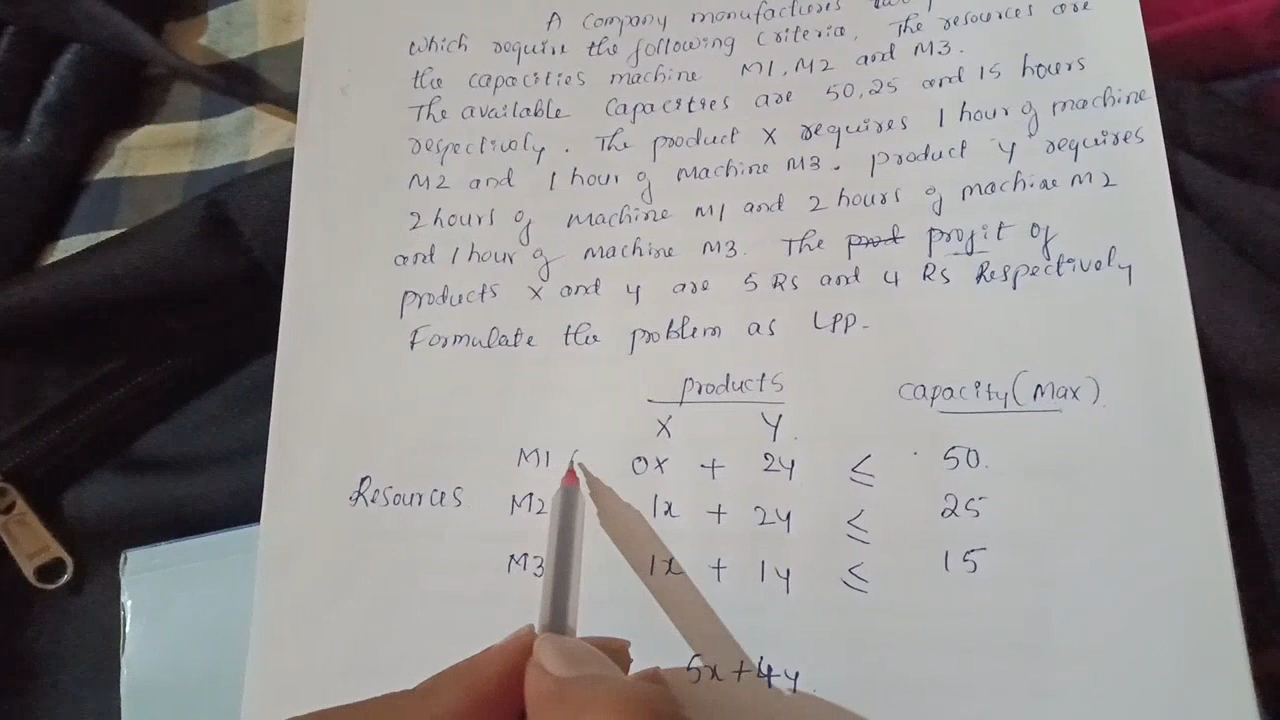 A company manufactures
which require the following criteria. The resources are
the capacities machine M1, M2 and M3.
The available capacities are 50, 25 and 15 hours
respectively. The product X requires 1 hour of machine
M2 and 1 hour of machine M3. product y requires
2 hours of machine M1 and 2 hours of machine M2
and 1 hour of machine M3. The prod profit of
products X and y are 5 Rs and 4 Rs Respectively
Formulate the problem as LPP.
products capacity (Max)
X Y
M1 0x + 2y ≤ 50.
Resources M2 1x + 2y ≤ 25
M3 1x + 1y ≤ 15
5x + 4y.